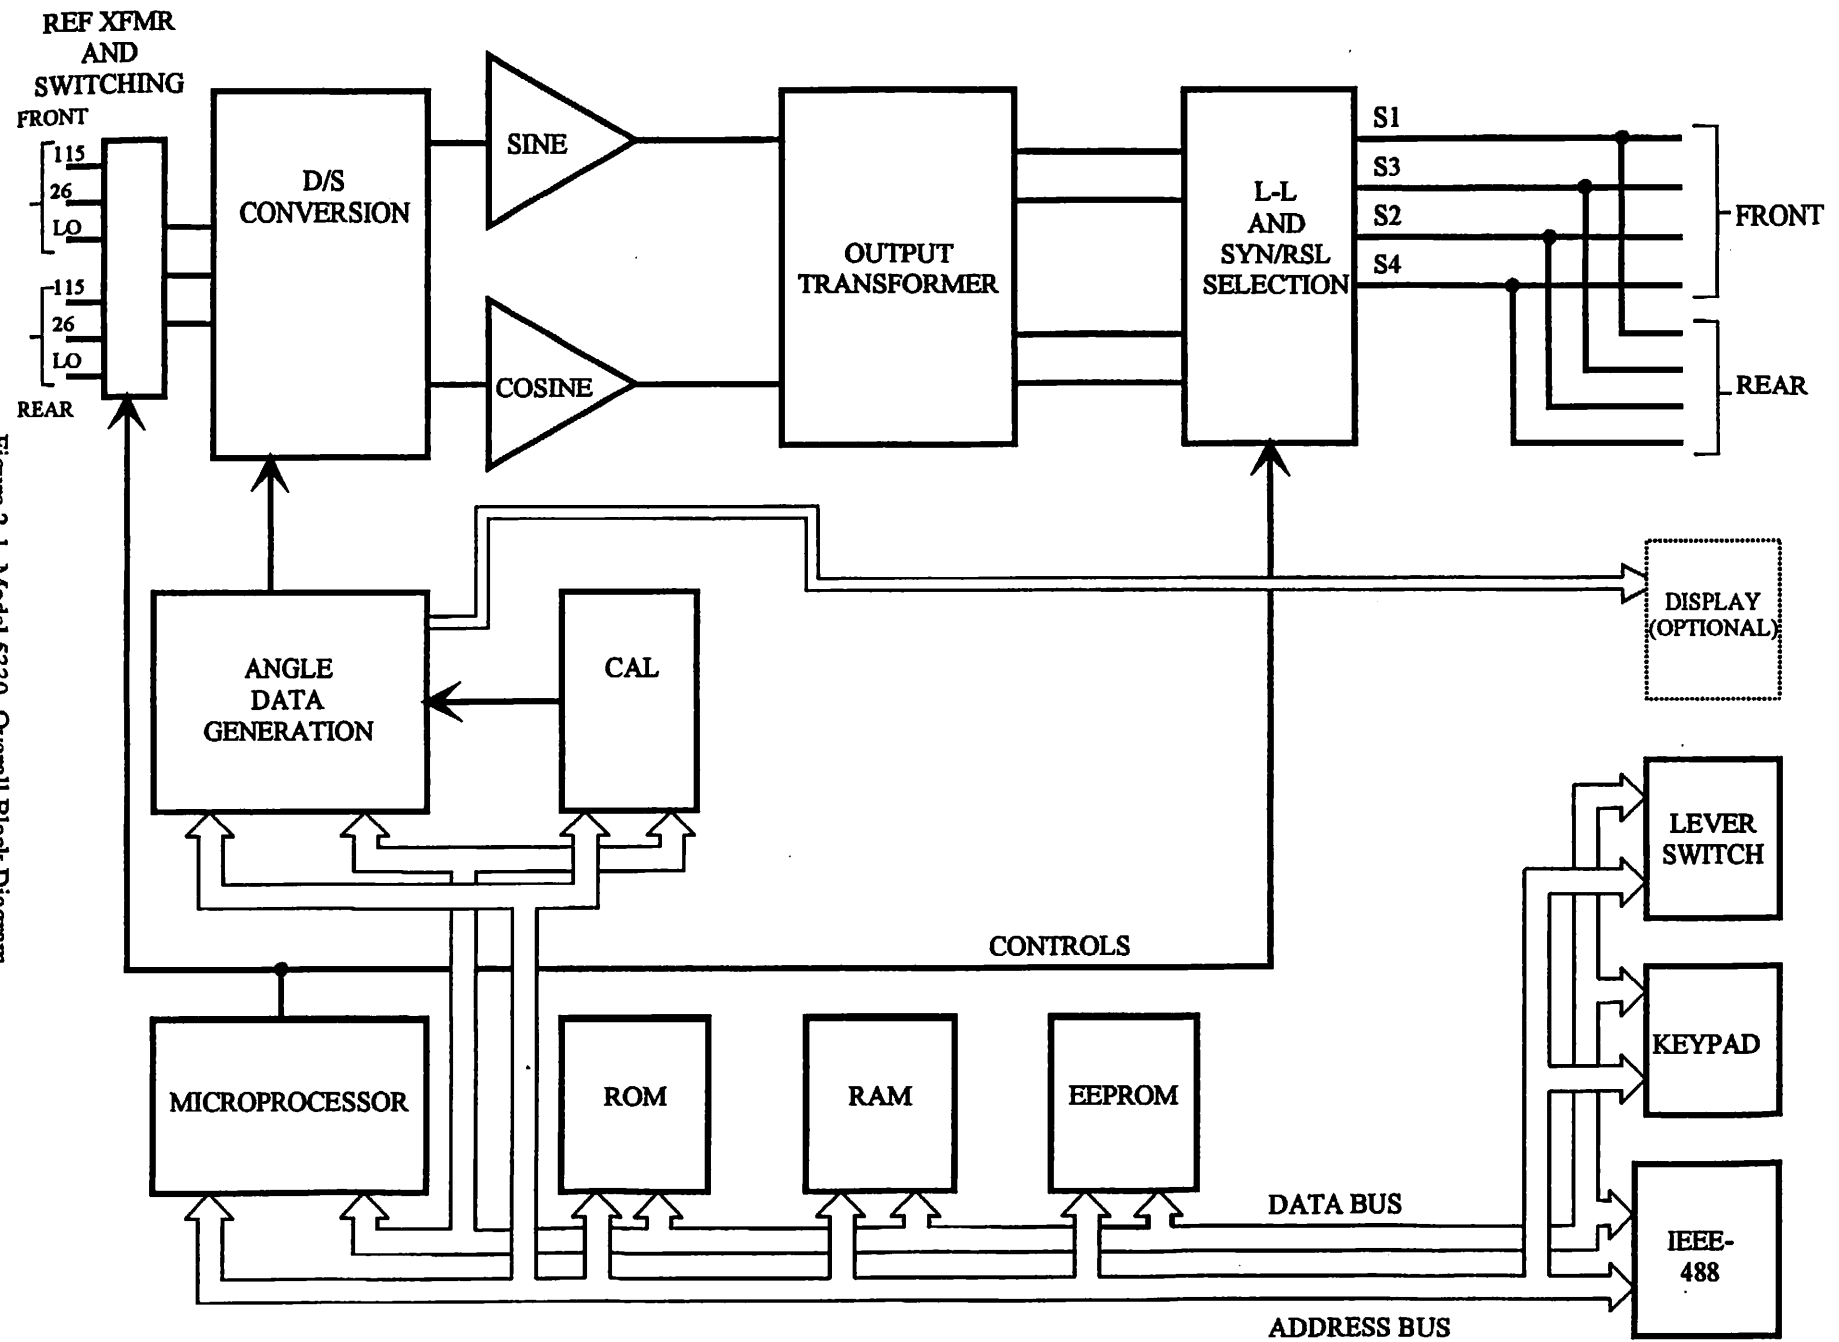 REF XFMR
AND
SWITCHING
FRONT
115
26
LO
115
26
LO
REAR
D/S
CONVERSION
SINE
COSINE
OUTPUT
TRANSFORMER
L-L
AND
SYN/RSL
SELECTION
S1
S3
S2
S4
FRONT
REAR
ANGLE
DATA
GENERATION
CAL
DISPLAY
(OPTIONAL)
LEVER
SWITCH
CONTROLS
KEYPAD
MICROPROCESSOR
ROM
RAM
EEPROM
DATA BUS
IEEE-
488
ADDRESS BUS